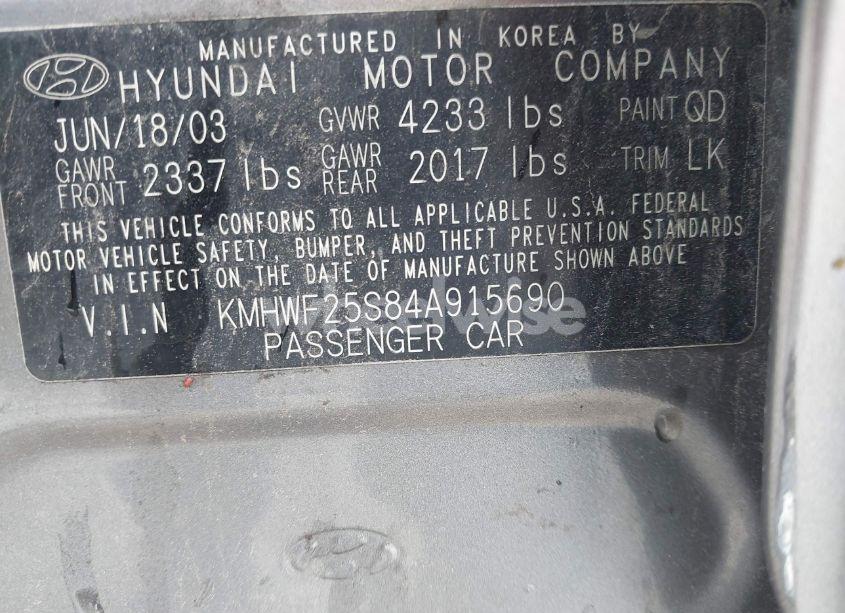 MANUFACTURED IN KOREA BY
HYUNDAI MOTOR COMPANY
JUN/18/03 GVWR 4233 lbs PAINT QD
GAWR FRONT 2337 lbs GAWR REAR 2017 lbs TRIM LK
THIS VEHICLE CONFORMS TO ALL APPLICABLE U.S.A. FEDERAL
MOTOR VEHICLE SAFETY, BUMPER, AND THEFT PREVENTION STANDARDS
IN EFFECT ON THE DATE OF MANUFACTURE SHOWN ABOVE
V.I.N KMHWF25S84A915690
PASSENGER CAR